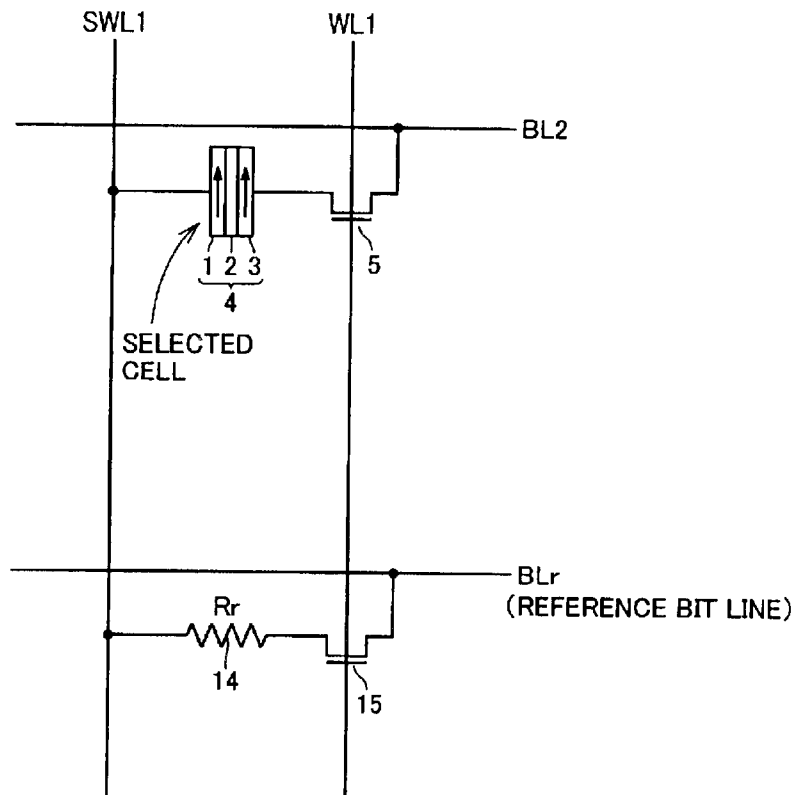 SWL1 WL1
BL2
1 2 3 5
4
SELECTED
CELL
BLr
Rr (REFERENCE BIT LINE)
14
15